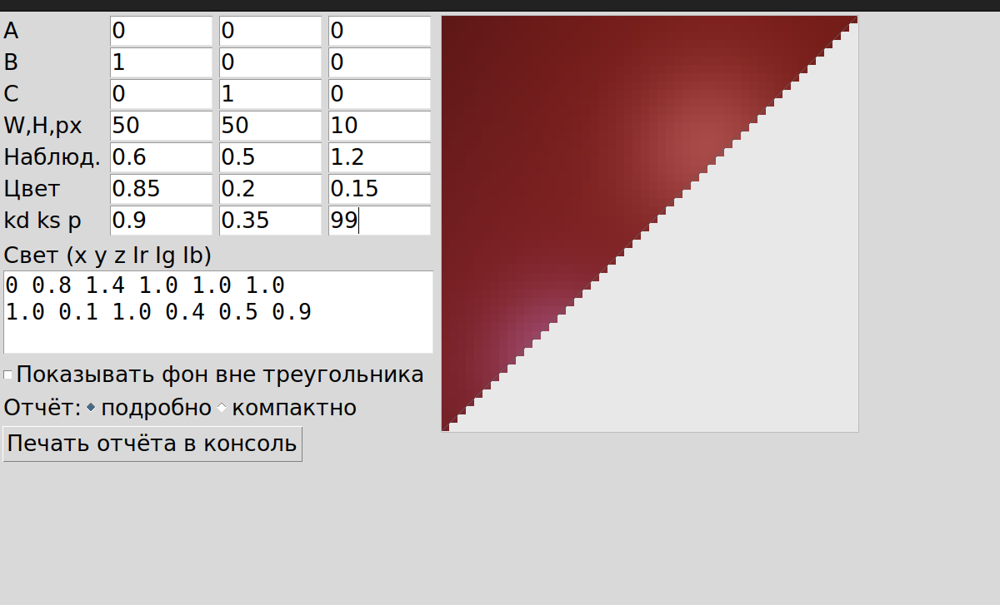 A 0 0 0
B 1 0 0
C 0 1 0
W,H,px 50 50 10
Наблюд. 0.6 0.5 1.2
Цвет 0.85 0.2 0.15
kd ks p 0.9 0.35 99
Свет (x y z Ir Ig Ib)
0 0.8 1.4 1.0 1.0 1.0
1.0 0.1 1.0 0.4 0.5 0.9
Показывать фон вне треугольника
Отчёт: подробно компактно
Печать отчёта в консоль